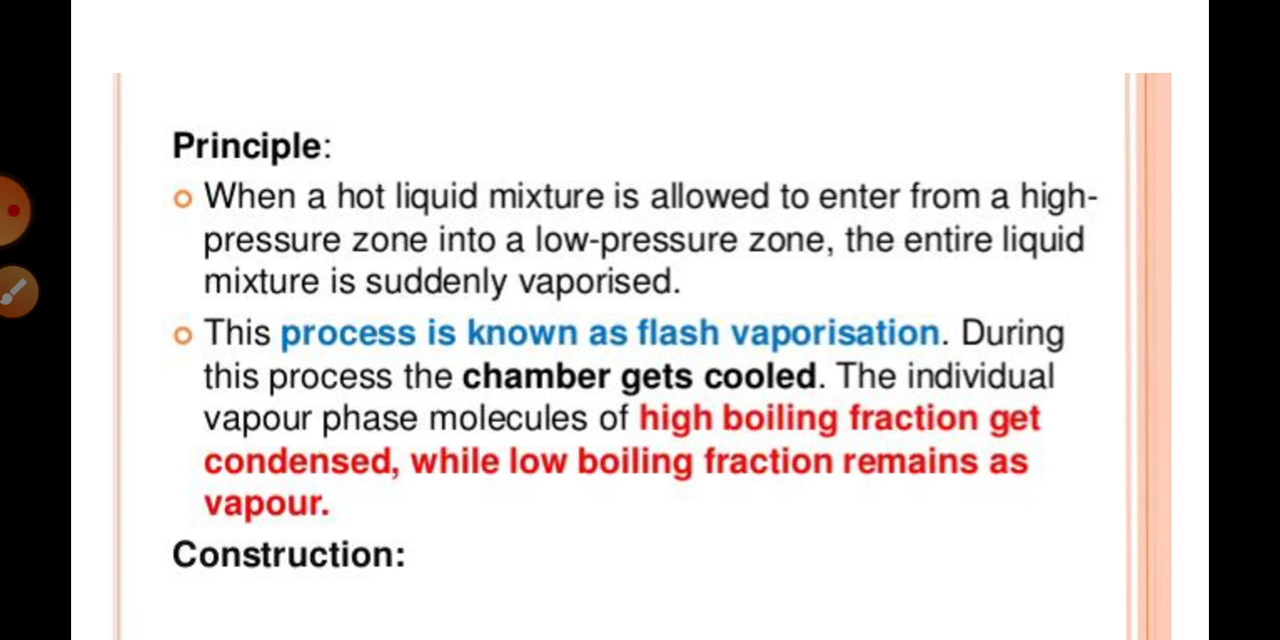 Principle:
When a hot liquid mixture is allowed to enter from a high-
pressure zone into a low-pressure zone, the entire liquid
mixture is suddenly vaporised.
This process is known as flash vaporisation. During
this process the chamber gets cooled. The individual
vapour phase molecules of high boiling fraction get
condensed, while low boiling fraction remains as
vapour.
Construction: